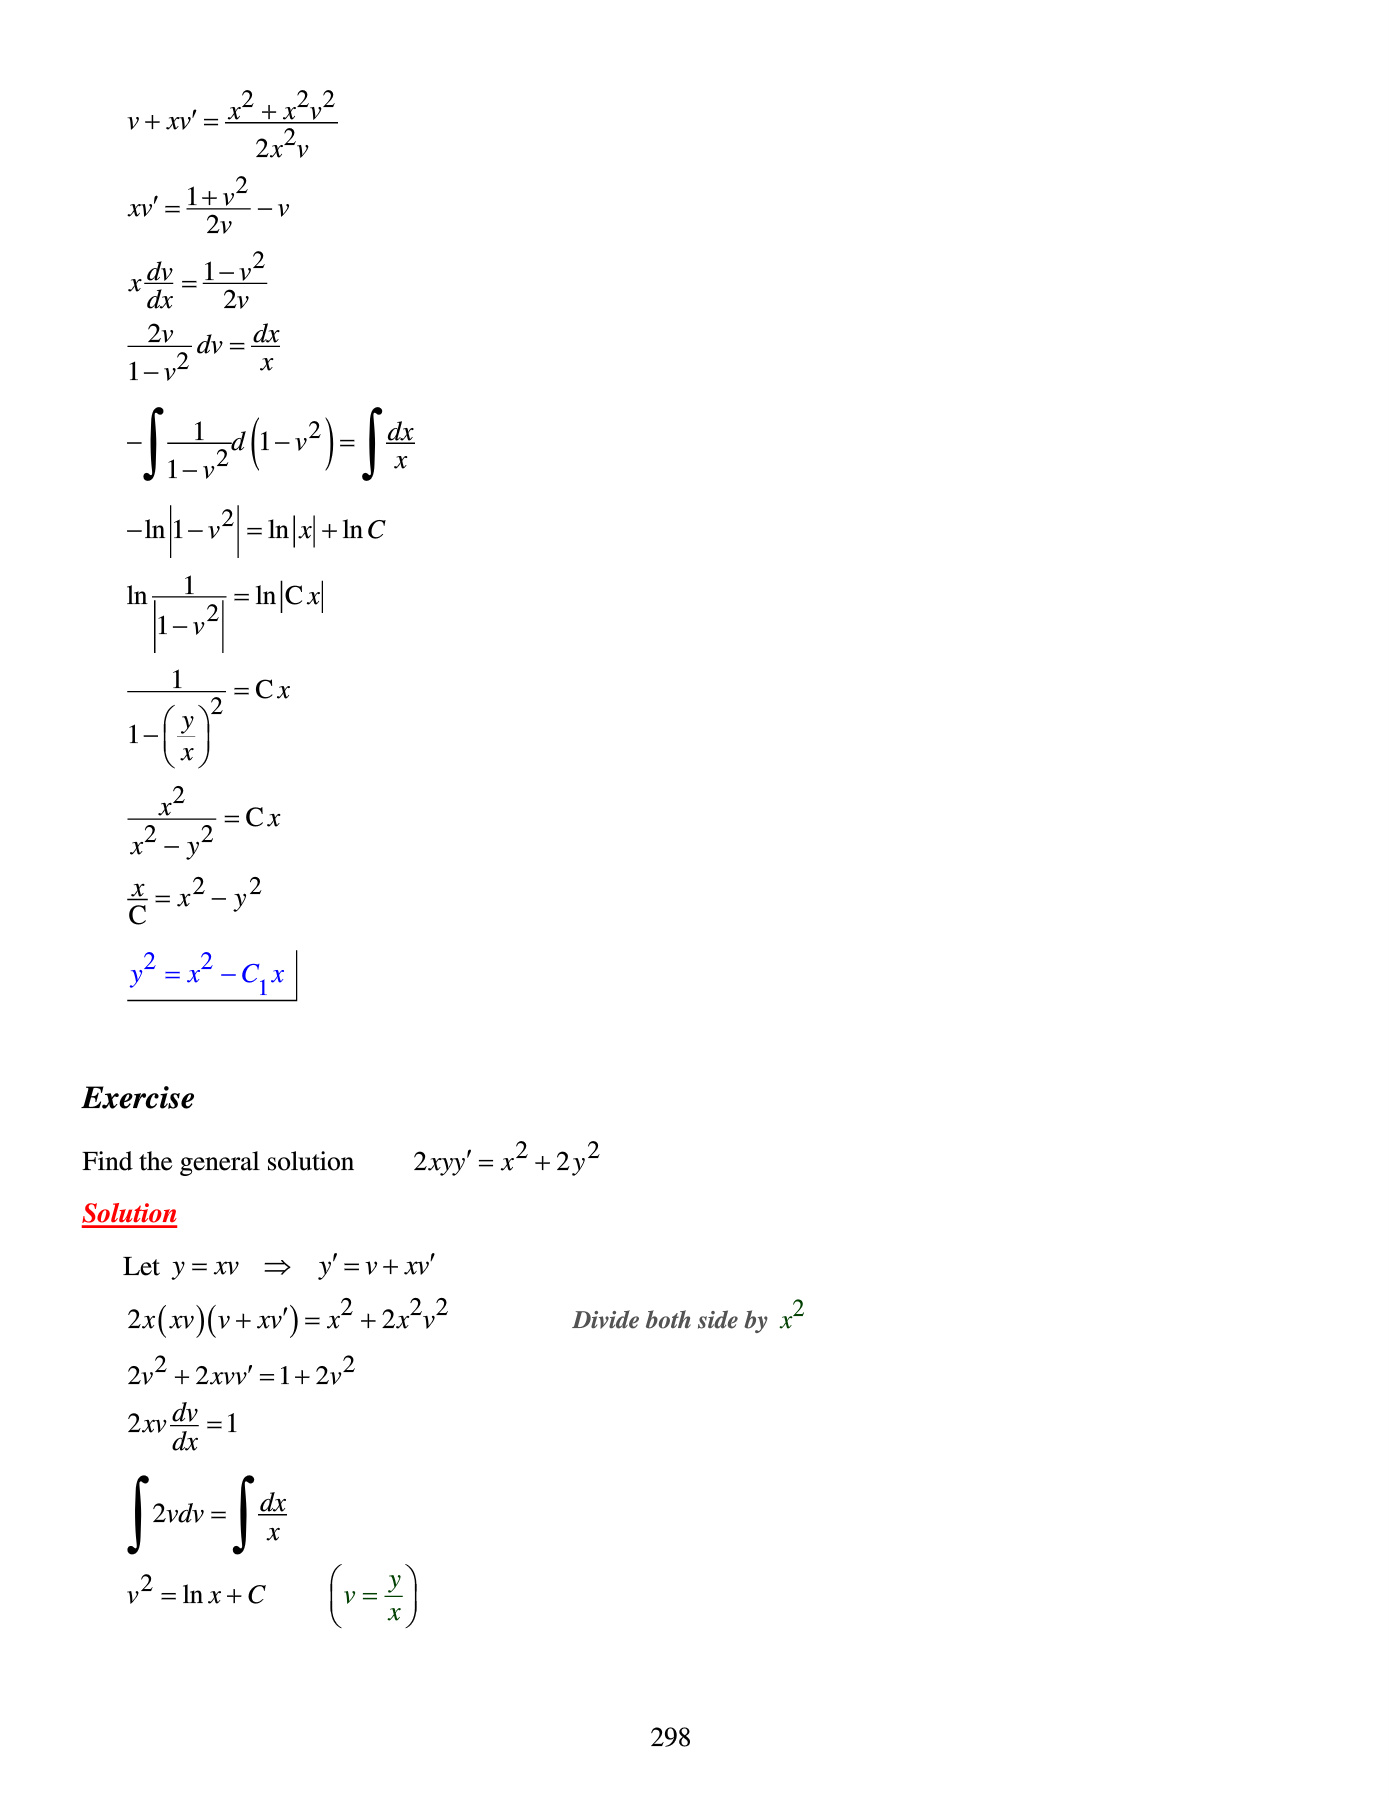 $v + xv' = \frac{x^2 + x^2v^2}{2x^2v}$
$xv' = \frac{1+v^2}{2v} - v$
$x\frac{dv}{dx} = \frac{1-v^2}{2v}$
$\frac{2v}{1-v^2}dv = \frac{dx}{x}$
$-\int \frac{1}{1-v^2}d\left(1-v^2\right) = \int \frac{dx}{x}$
$-\ln\left|1-v^2\right| = \ln|x| + \ln C$
$\ln\frac{1}{\left|1-v^2\right|} = \ln|Cx|$
$\frac{1}{1-\left(\frac{y}{x}\right)^2} = Cx$
$\frac{x^2}{x^2-y^2} = Cx$
$\frac{x}{C} = x^2 - y^2$
$y^2 = x^2 - C_1x$
Exercise
Find the general solution $2xyy' = x^2 + 2y^2$
Solution
Let $y = xv \Rightarrow y' = v + xv'$
$2x(xv)(v + xv') = x^2 + 2x^2v^2$ Divide both side by $x^2$
$2v^2 + 2xvv' = 1 + 2v^2$
$2xv\frac{dv}{dx} = 1$
$\int 2vdv = \int \frac{dx}{x}$
$v^2 = \ln x + C \quad \left(v = \frac{y}{x}\right)$
298